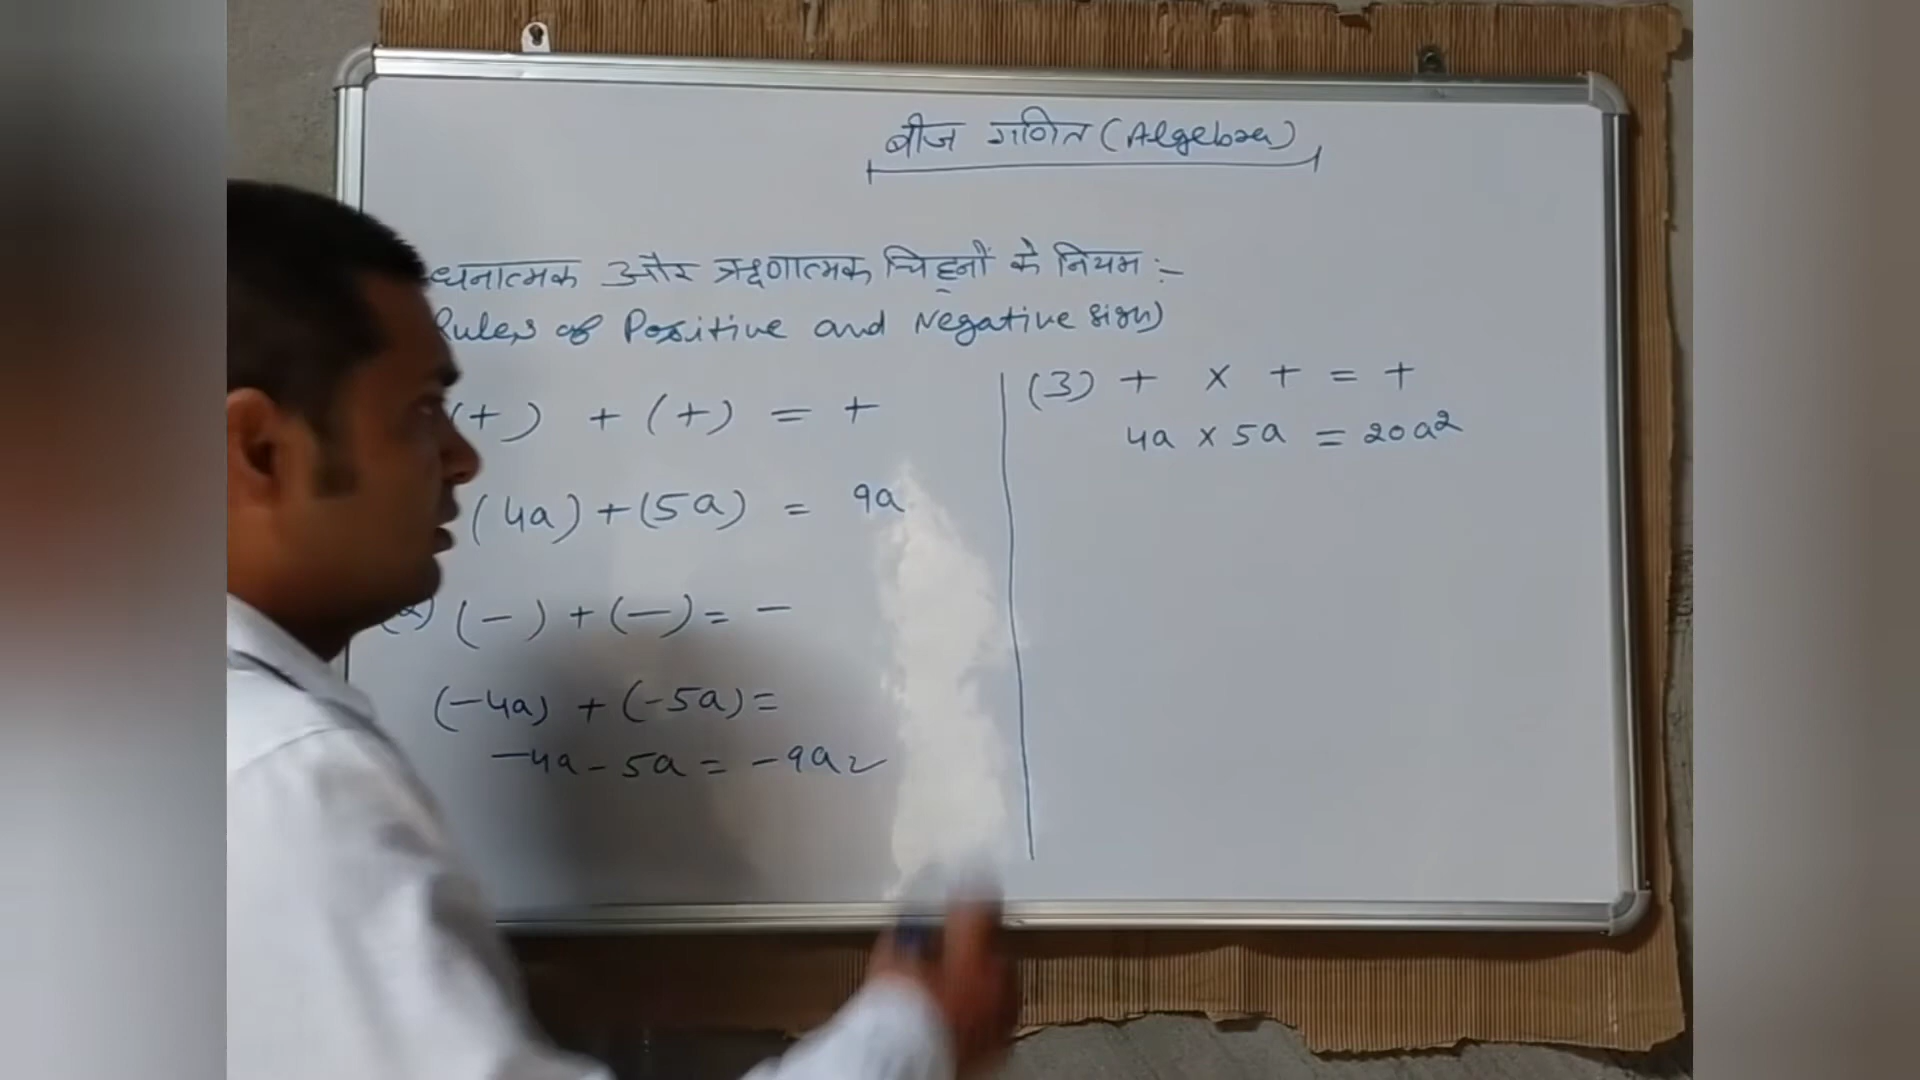 बीज गणित (Algebra)
धनात्मक और ऋणात्मक चिह्नों के नियम :-
Rules of Positive and Negative sign)
(+) + (+) = +
(4a) + (5a) = 9a
(2) (-) + (-) = -
(-4a) + (-5a) =
-4a - 5a = -9a
(3) + × + = +
4a × 5a = 20a²